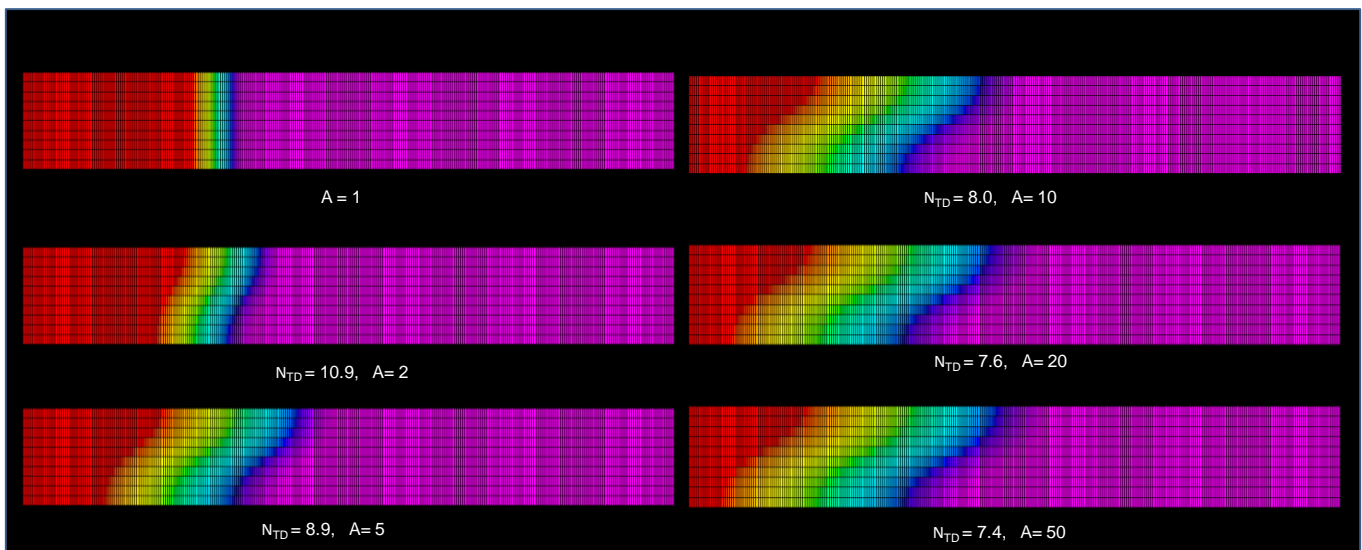 A = 1
N_TD = 8.0, A= 10
N_TD = 10.9, A= 2
N_TD = 7.6, A= 20
N_TD = 8.9, A= 5
N_TD = 7.4, A= 50